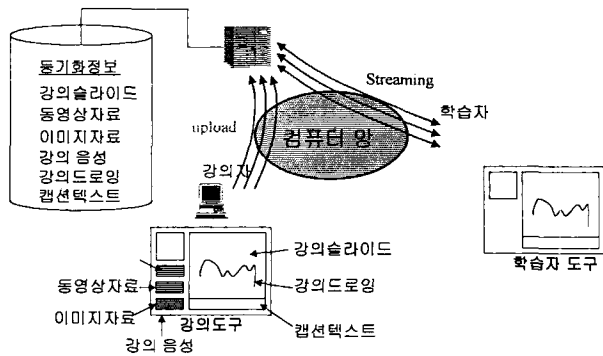 동기화정보
강의슬라이드
동영상자료
이미지자료
강의 음성
강의드로잉
캡션텍스트
Streaming
학습자
upload
컴퓨터 망
강의자
강의슬라이드
동영상자료
강의드로잉
이미지자료
강의도구
캡션텍스트
강의 음성
학습자 도구